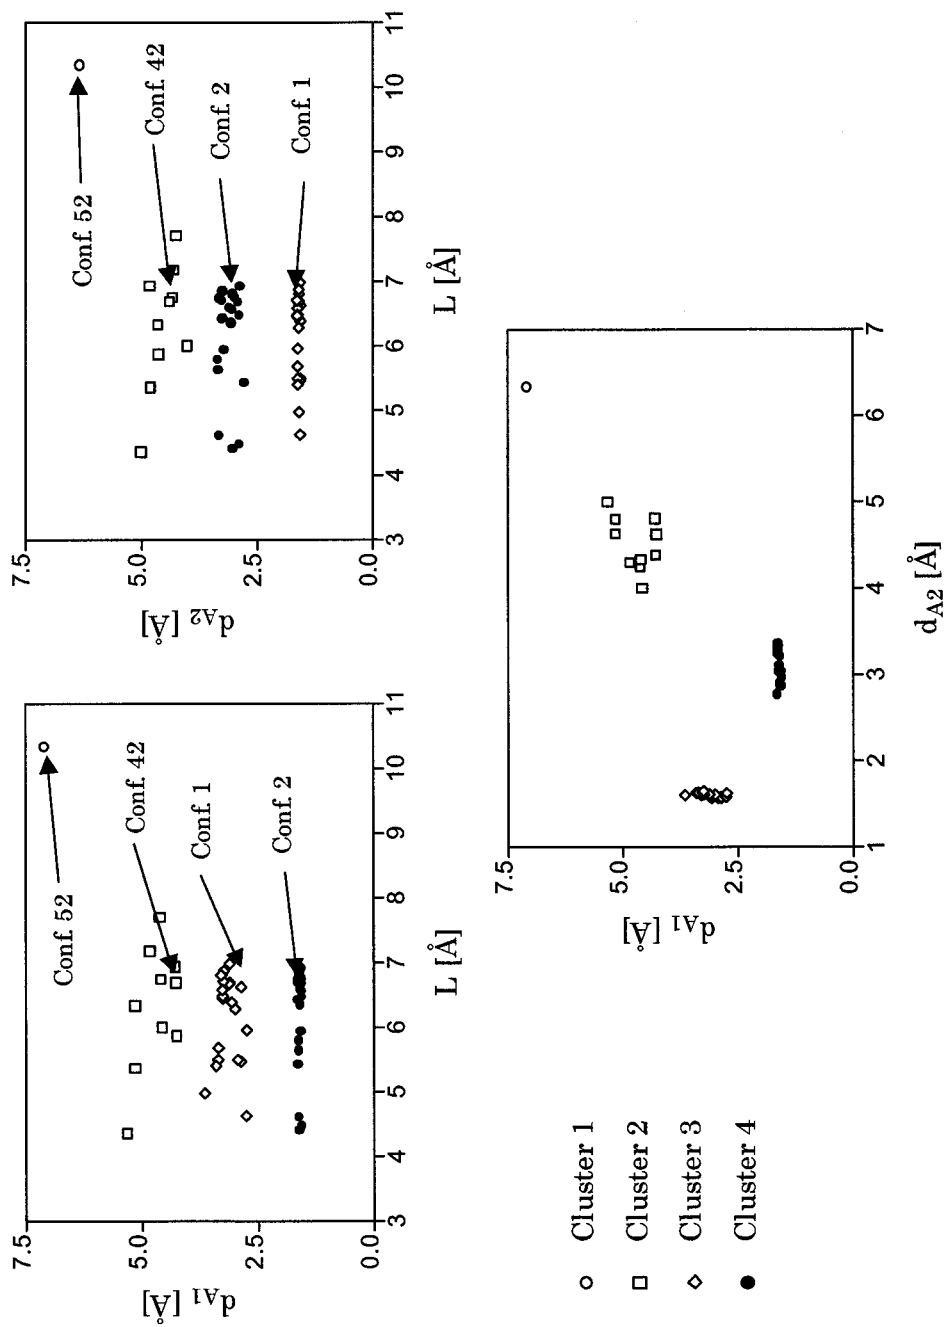 7.5
5.0
2.5
0.0
d_A1 [Å]
3 4 5 6 7 8 9 10 11
L [Å]
Conf. 52
Conf. 42
Conf. 1
Conf. 2
7.5
5.0
2.5
0.0
d_A2 [Å]
3 4 5 6 7 8 9 10 11
L [Å]
Conf. 52
Conf. 42
Conf. 2
Conf. 1
Cluster 1
Cluster 2
Cluster 3
Cluster 4
7.5
5.0
2.5
0.0
d_A1 [Å]
1 2 3 4 5 6 7
d_A2 [Å]